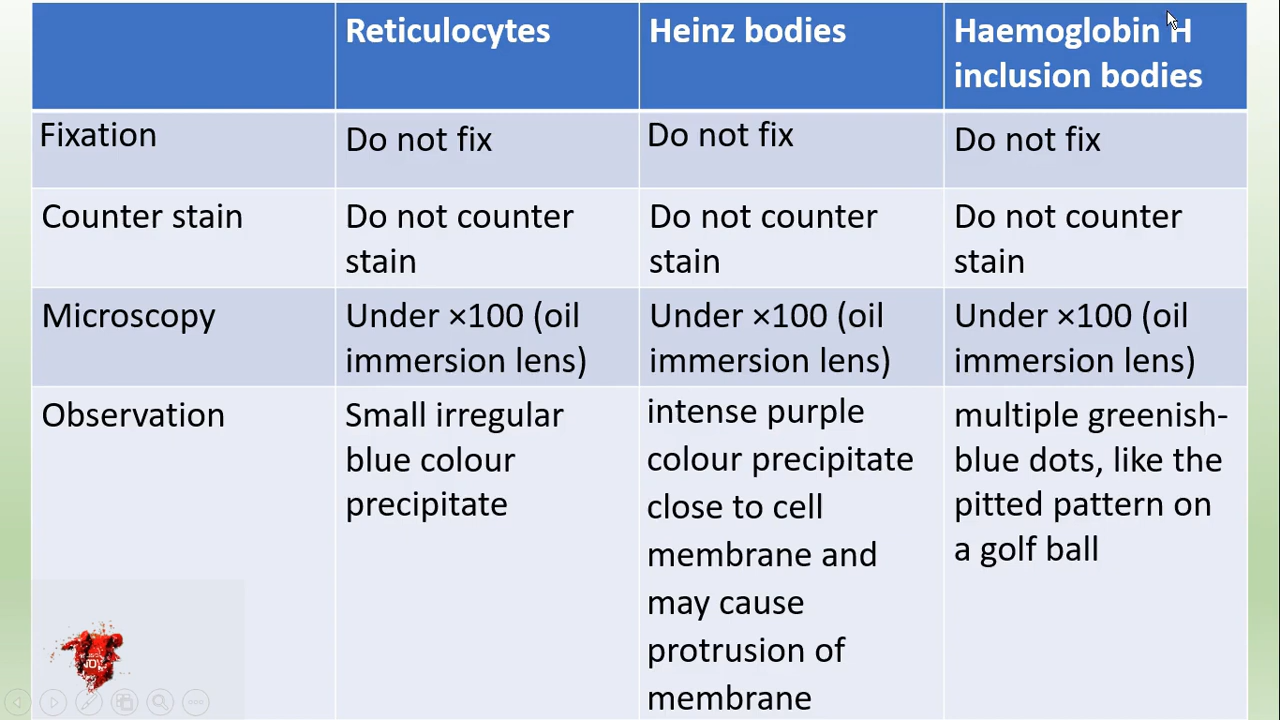 Reticulocytes
Heinz bodies
Haemoglobin H
inclusion bodies
Fixation
Do not fix
Do not fix
Do not fix
Counter stain
Do not counter
stain
Do not counter
stain
Do not counter
stain
Microscopy
Under ×100 (oil
immersion lens)
Under ×100 (oil
immersion lens)
Under ×100 (oil
immersion lens)
Observation
Small irregular
blue colour
precipitate
intense purple
colour precipitate
close to cell
membrane and
may cause
protrusion of
membrane
multiple greenish-
blue dots, like the
pitted pattern on
a golf ball